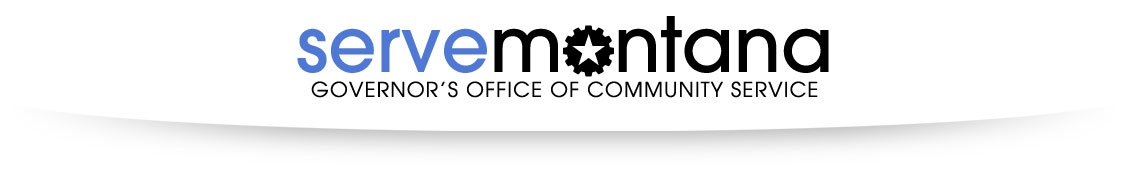 servemontana
GOVERNOR'S OFFICE OF COMMUNITY SERVICE